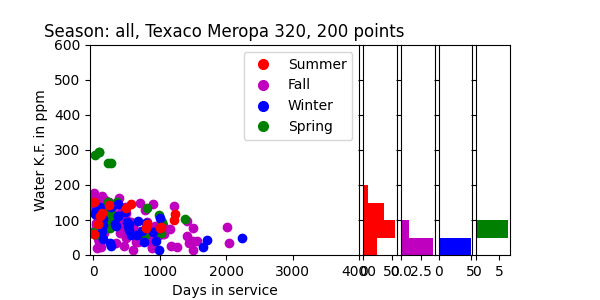 Season: all, Texaco Meropa 320, 200 points
600
500
400
300
200
100
0
Water K.F. in ppm
Summer
Fall
Winter
Spring
0 1000 2000 3000 4000
0 50
0.0 2.5
0 5
0 5
Days in service